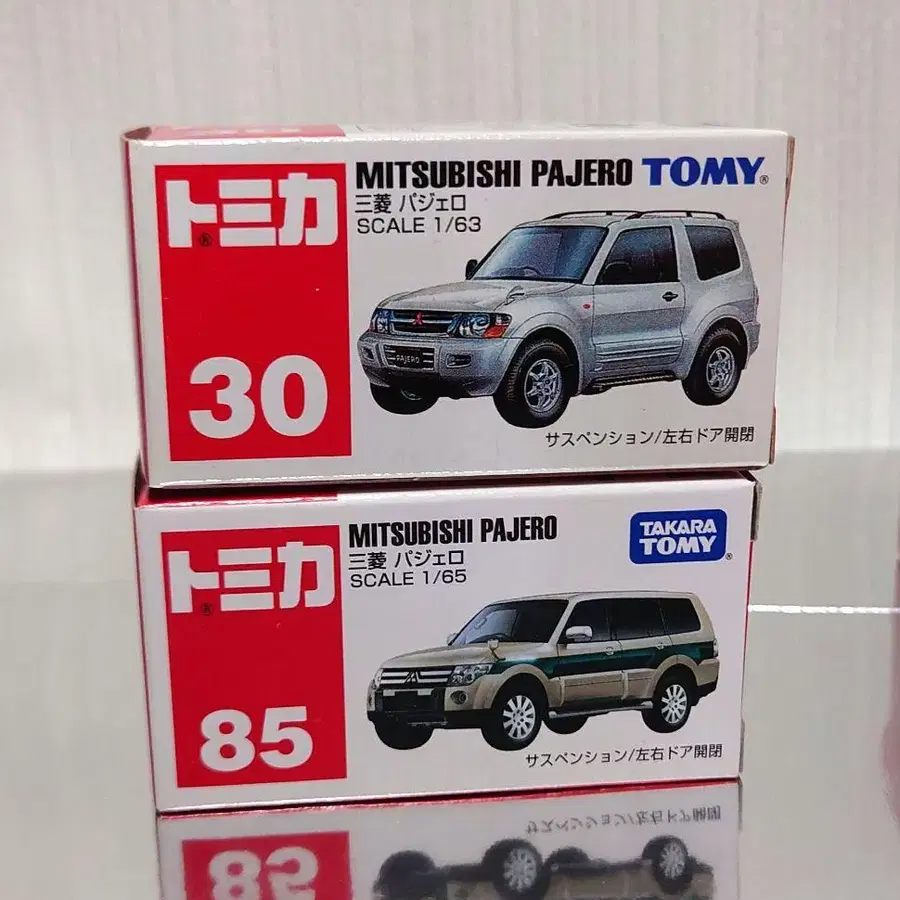 トミカ®
30
MITSUBISHI PAJERO TOMY®
三菱 パジェロ
SCALE 1/63
PAJERO
サスペンション/左右ドア開閉
トミカ®
85
MITSUBISHI PAJERO
三菱 パジェロ
SCALE 1/65
TAKARA
TOMY®
サスペンション/左右ドア開閉